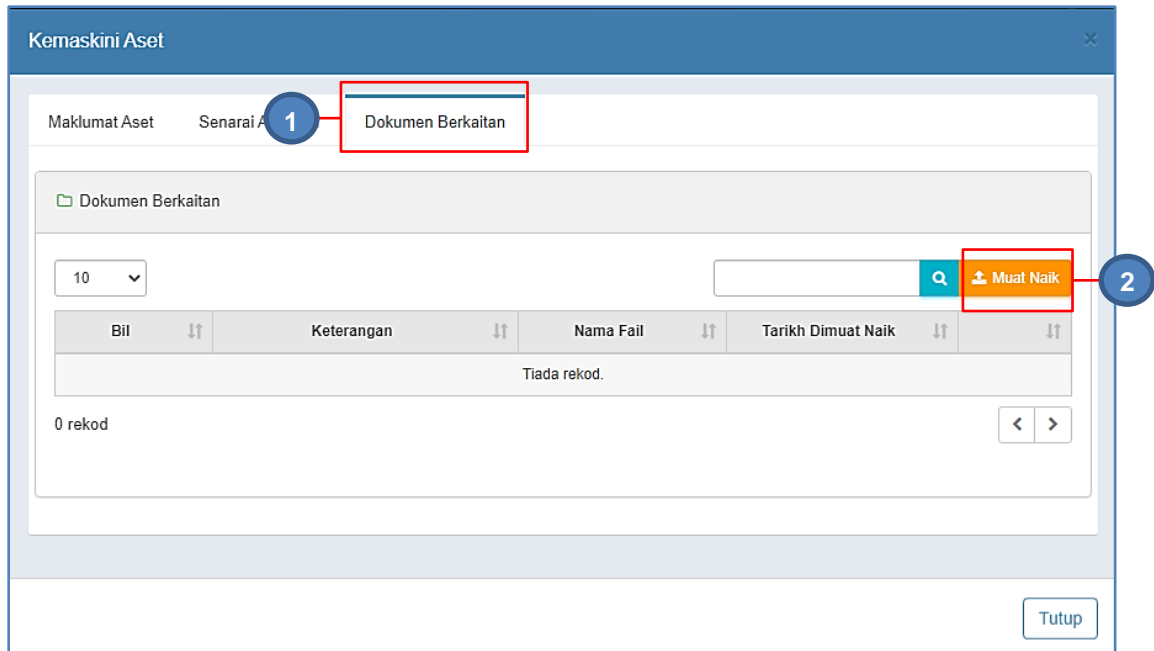 Kemaskini Aset ×
Maklumat Aset Senarai 1 Dokumen Berkaitan
Dokumen Berkaitan
10 Muat Naik 2
Bil Keterangan Nama Fail Tarikh Dimuat Naik
Tiada rekod.
0 rekod
Tutup